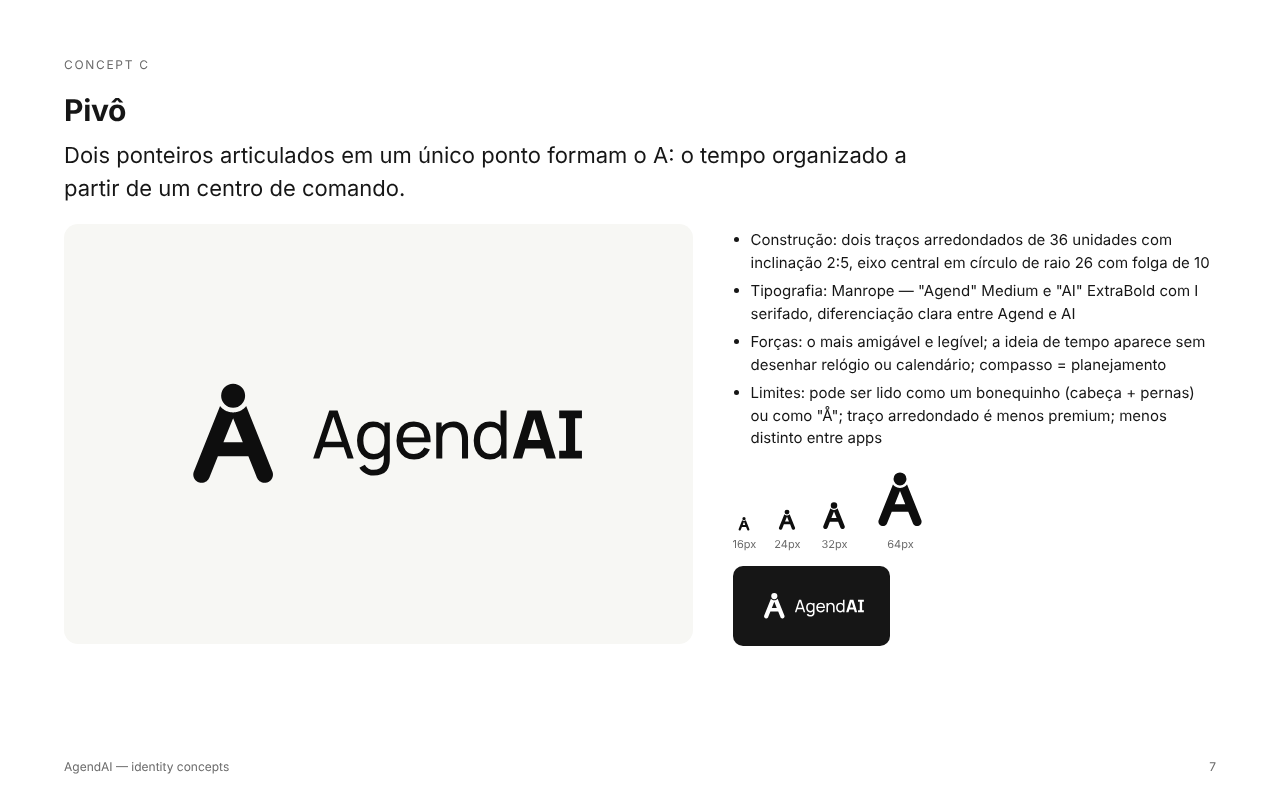 CONCEPT C
Pivô
Dois ponteiros articulados em um único ponto formam o A: o tempo organizado a
partir de um centro de comando.
AgendAI
• Construção: dois traços arredondados de 36 unidades com
inclinação 2:5, eixo central em círculo de raio 26 com folga de 10
• Tipografia: Manrope — "Agend" Medium e "AI" ExtraBold com I
serifado, diferenciação clara entre Agend e AI
• Forças: o mais amigável e legível; a ideia de tempo aparece sem
desenhar relógio ou calendário; compasso = planejamento
• Limites: pode ser lido como um bonequinho (cabeça + pernas)
ou como "Å"; traço arredondado é menos premium; menos
distinto entre apps
16px 24px 32px 64px
AgendAI
AgendAI — identity concepts
7